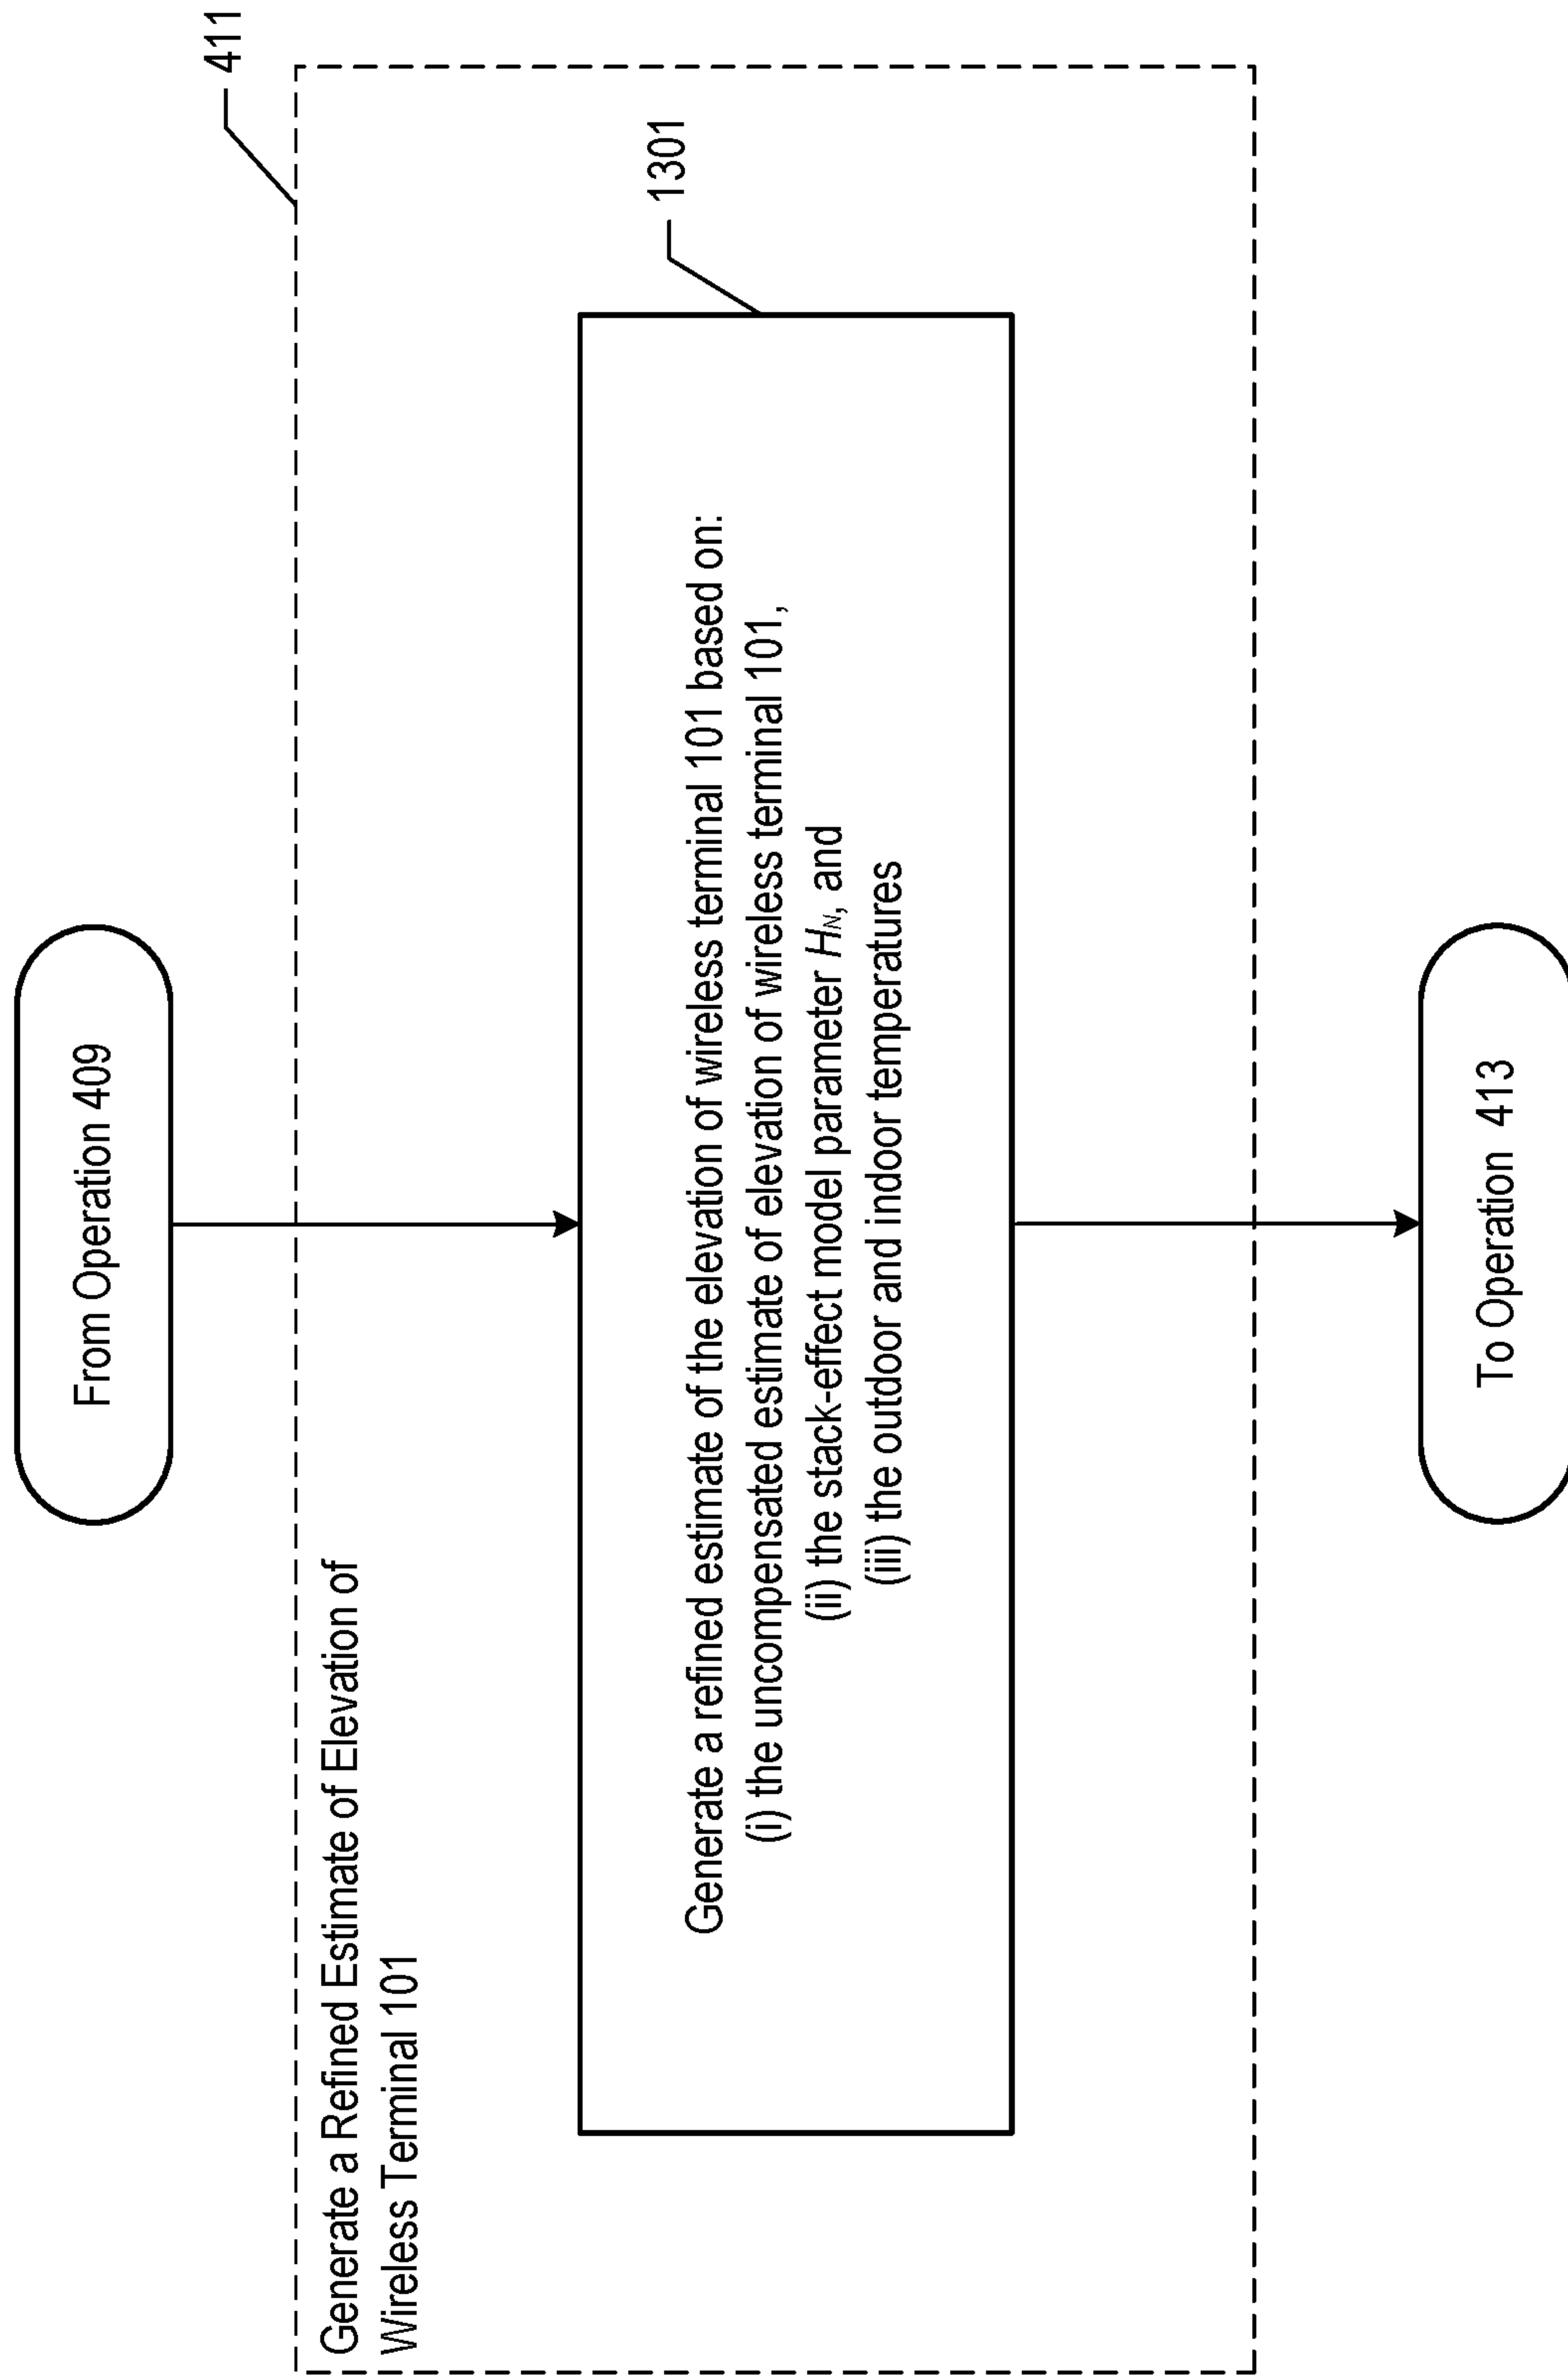 From Operation 409
411
Generate a Refined Estimate of Elevation of
Wireless Terminal 101
1301
Generate a refined estimate of the elevation of wireless terminal 101 based on:
(i) the uncompensated estimate of elevation of wireless terminal 101,
(ii) the stack-effect model parameter H_N, and
(iii) the outdoor and indoor temperatures
To Operation 413